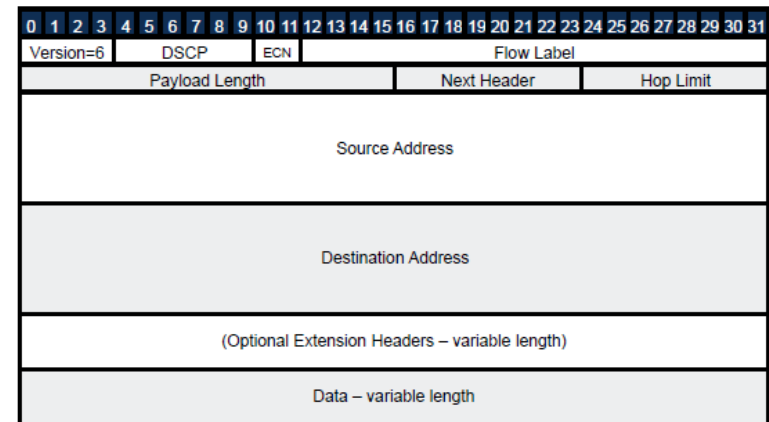 0 1 2 3 4 5 6 7 8 9 10 11 12 13 14 15 16 17 18 19 20 21 22 23 24 25 26 27 28 29 30 31
Version=6 DSCP ECN Flow Label
Payload Length Next Header Hop Limit
Source Address
Destination Address
(Optional Extension Headers – variable length)
Data – variable length